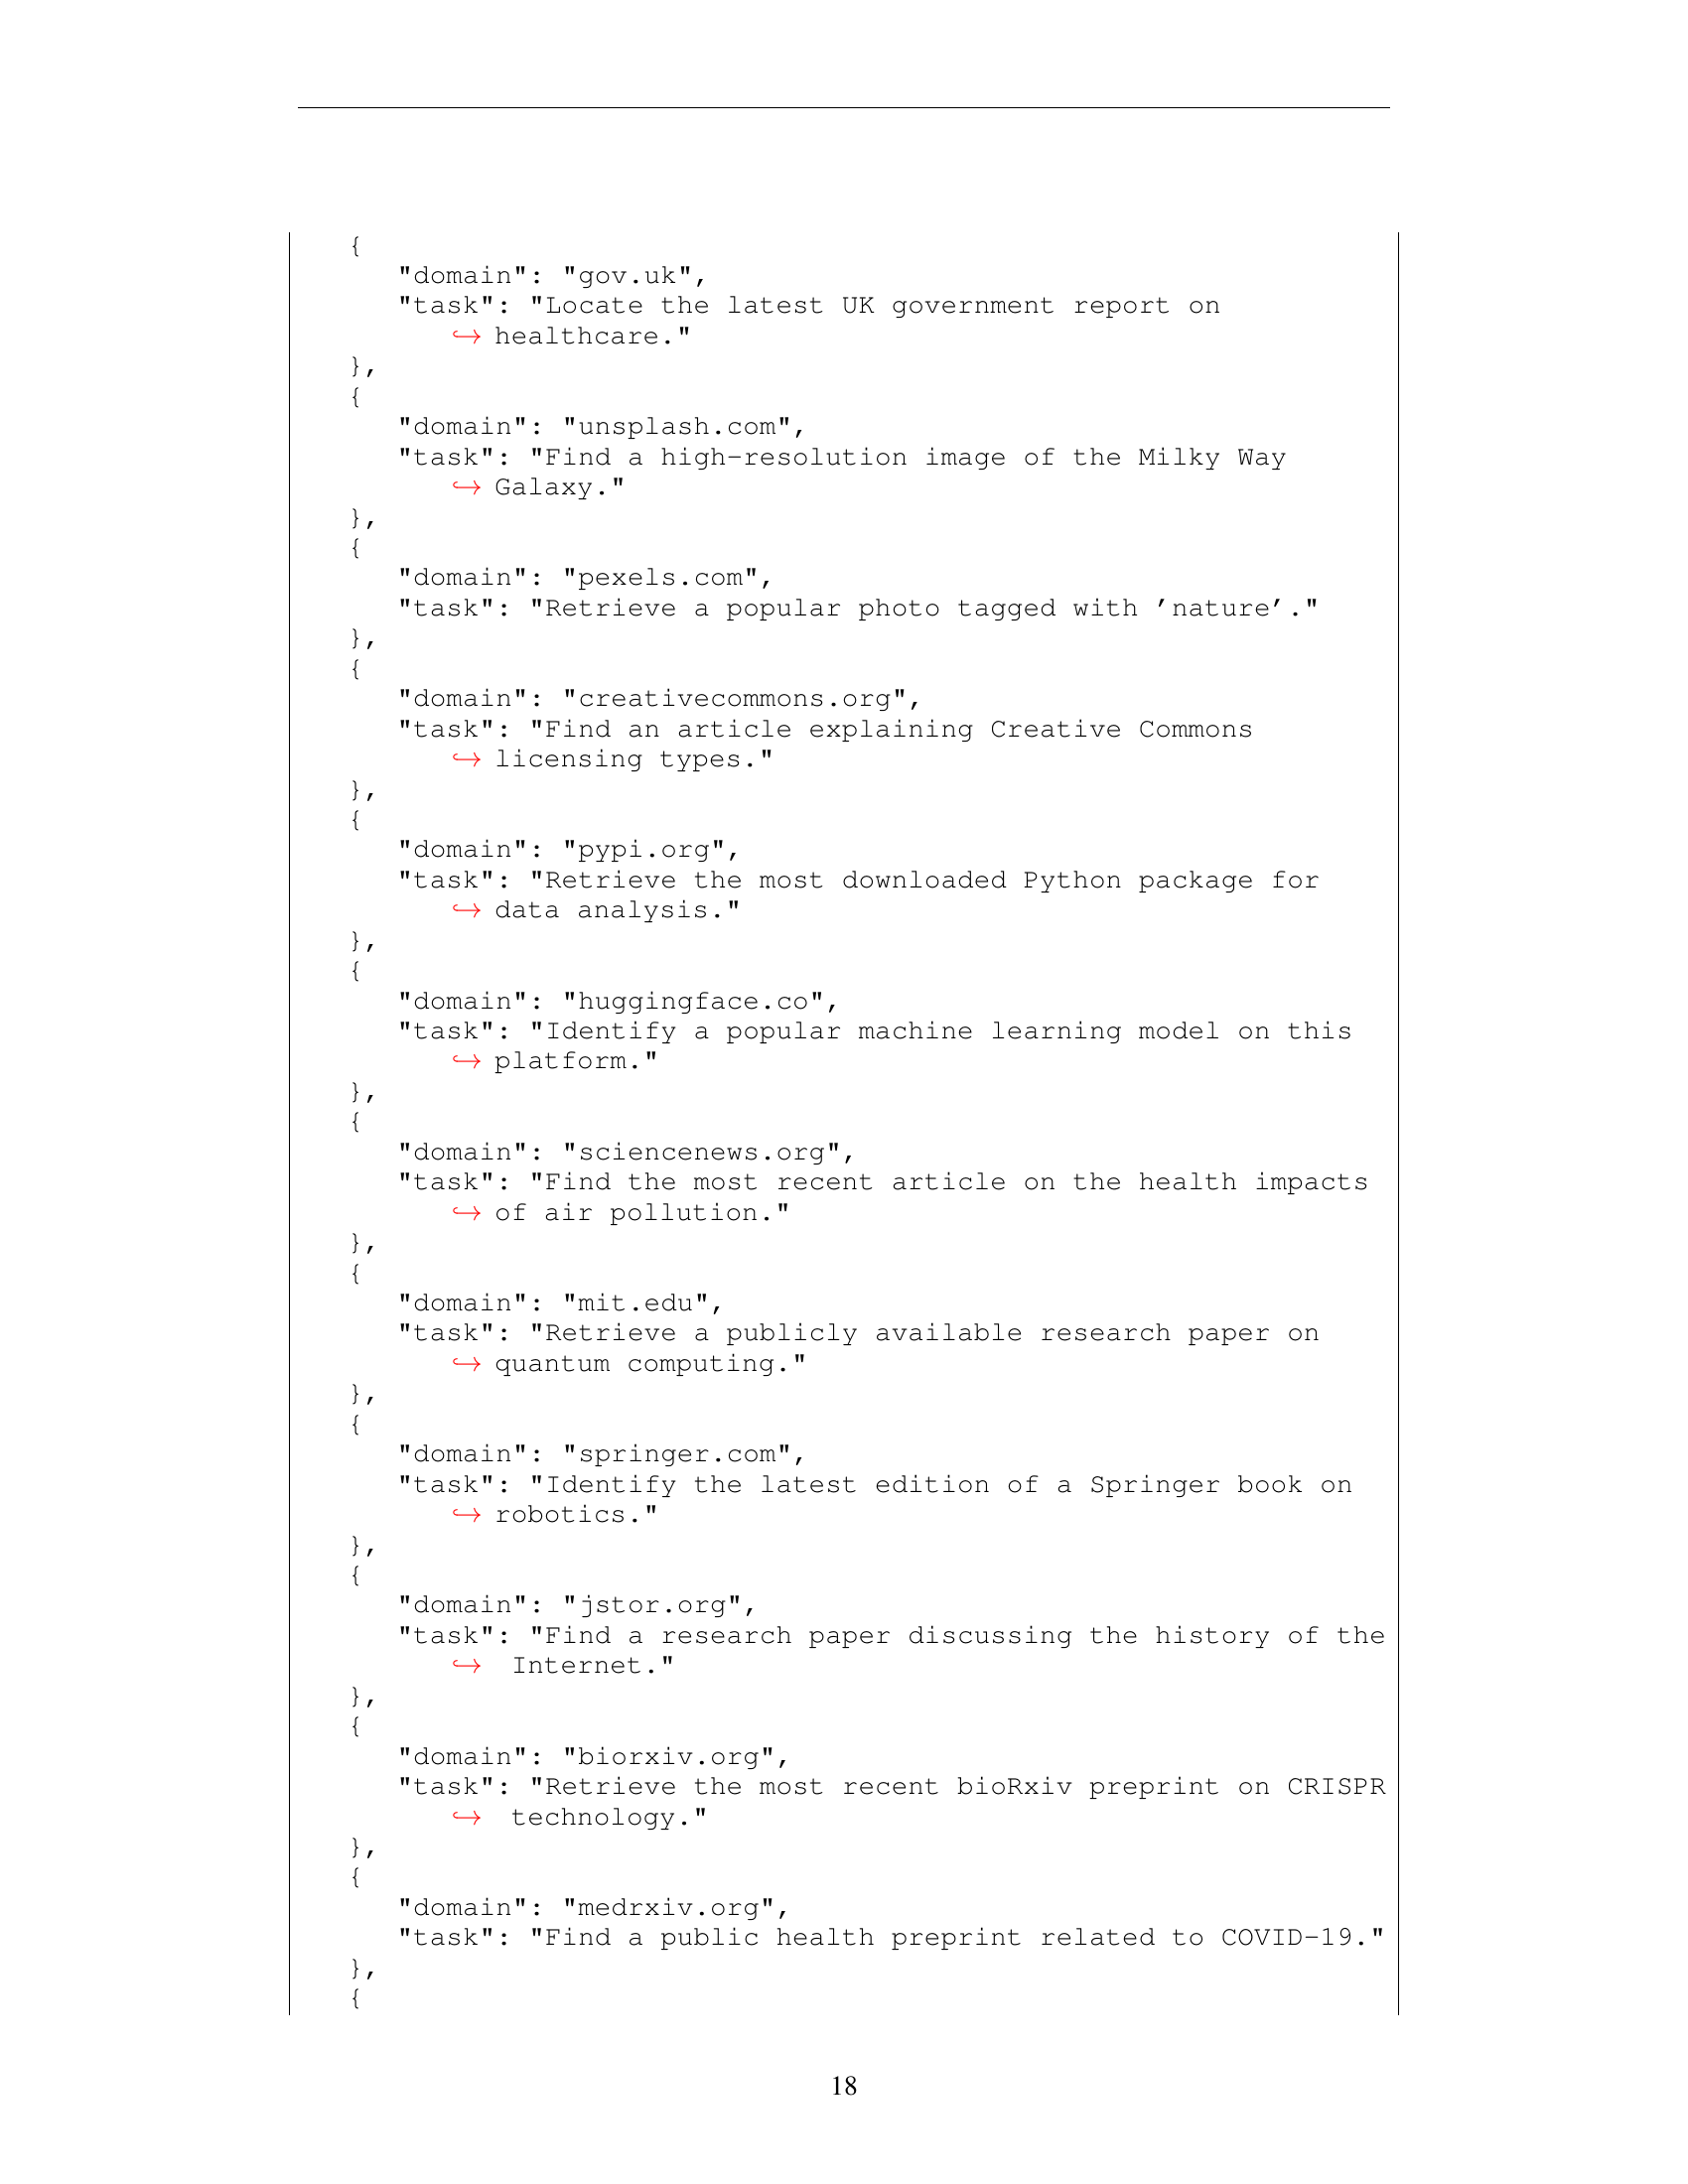 {
"domain": "gov.uk",
"task": "Locate the latest UK government report on
↪ healthcare."
},
{
"domain": "unsplash.com",
"task": "Find a high-resolution image of the Milky Way
↪ Galaxy."
},
{
"domain": "pexels.com",
"task": "Retrieve a popular photo tagged with ’nature’."
},
{
"domain": "creativecommons.org",
"task": "Find an article explaining Creative Commons
↪ licensing types."
},
{
"domain": "pypi.org",
"task": "Retrieve the most downloaded Python package for
↪ data analysis."
},
{
"domain": "huggingface.co",
"task": "Identify a popular machine learning model on this
↪ platform."
},
{
"domain": "sciencenews.org",
"task": "Find the most recent article on the health impacts
↪ of air pollution."
},
{
"domain": "mit.edu",
"task": "Retrieve a publicly available research paper on
↪ quantum computing."
},
{
"domain": "springer.com",
"task": "Identify the latest edition of a Springer book on
↪ robotics."
},
{
"domain": "jstor.org",
"task": "Find a research paper discussing the history of the
↪ Internet."
},
{
"domain": "biorxiv.org",
"task": "Retrieve the most recent bioRxiv preprint on CRISPR
↪ technology."
},
{
"domain": "medrxiv.org",
"task": "Find a public health preprint related to COVID-19."
},
{
18